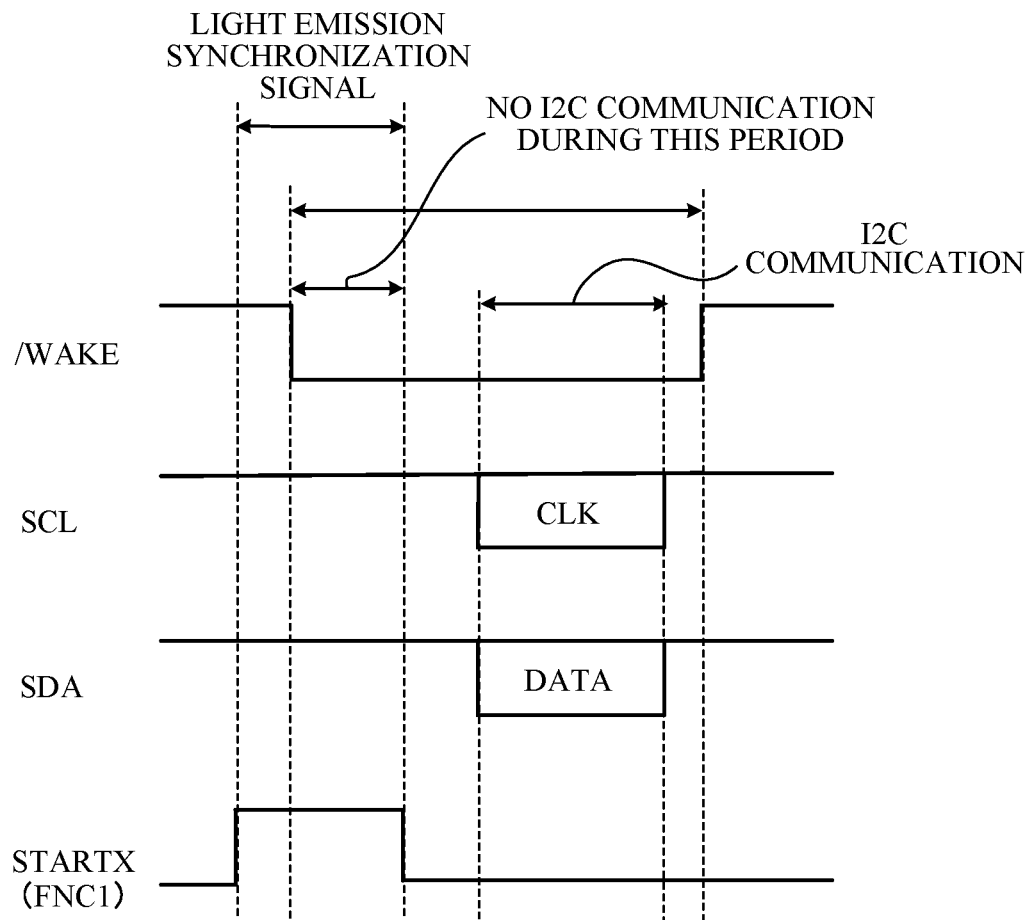 LIGHT EMISSION
SYNCHRONIZATION
SIGNAL
NO I2C COMMUNICATION
DURING THIS PERIOD
I2C
COMMUNICATION
/WAKE
SCL
CLK
SDA
DATA
STARTX
(FNC1)